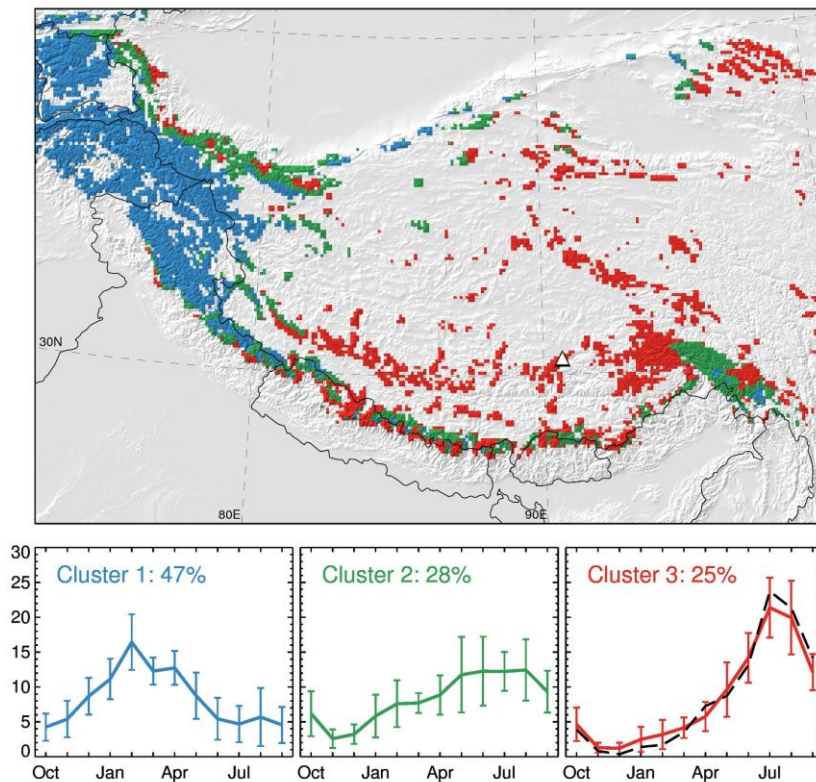 30N
80E
90E
30
25
20
15
10
5
0
Cluster 1: 47%
Cluster 2: 28%
Cluster 3: 25%
Oct Jan Apr Jul
Oct Jan Apr Jul
Oct Jan Apr Jul